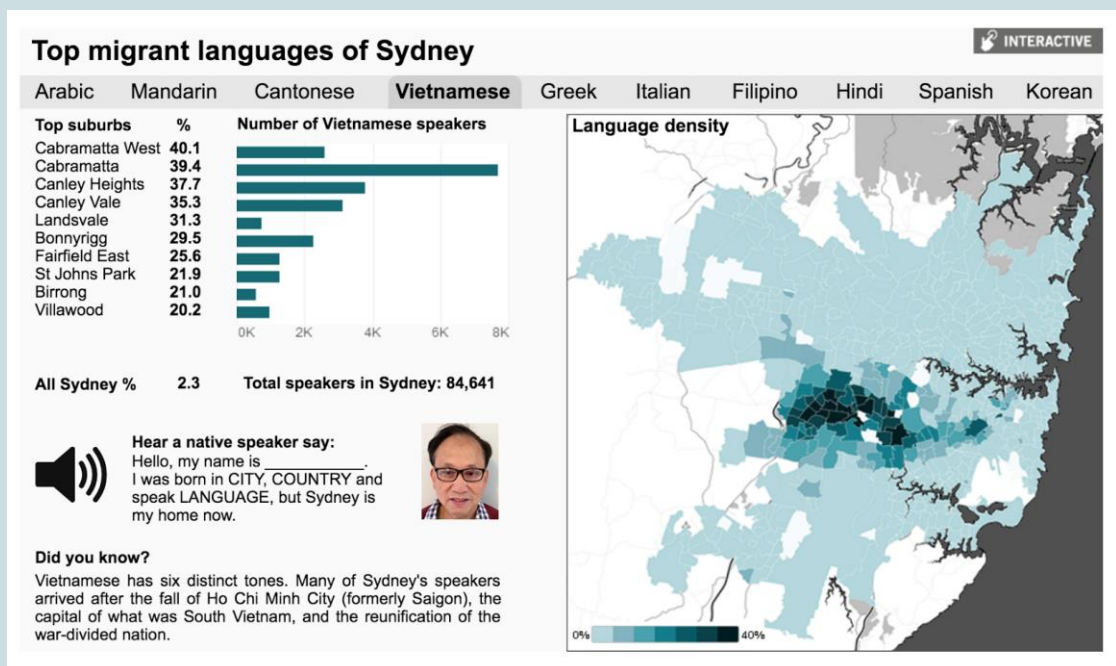 Top migrant languages of Sydney
INTERACTIVE
Arabic Mandarin Cantonese Vietnamese Greek Italian Filipino Hindi Spanish Korean
Top suburbs %
Cabramatta West 40.1
Cabramatta 39.4
Canley Heights 37.7
Canley Vale 35.3
Landsvale 31.3
Bonnyrigg 29.5
Fairfield East 25.6
St Johns Park 21.9
Birrong 21.0
Villawood 20.2
Number of Vietnamese speakers
0K 2K 4K 6K 8K
All Sydney % 2.3 Total speakers in Sydney: 84,641
Hear a native speaker say:
Hello, my name is __________.
I was born in CITY, COUNTRY and
speak LANGUAGE, but Sydney is
my home now.
Did you know?
Vietnamese has six distinct tones. Many of Sydney's speakers
arrived after the fall of Ho Chi Minh City (formerly Saigon), the
capital of what was South Vietnam, and the reunification of the
war-divided nation.
Language density
0% 40%